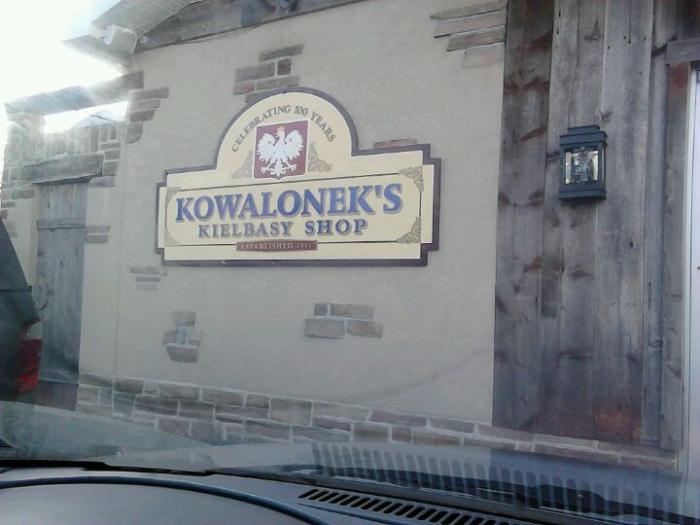 CELEBRATING 100 YEARS
KOWALONEK'S
KIELBASY SHOP
ESTABLISHED 1911